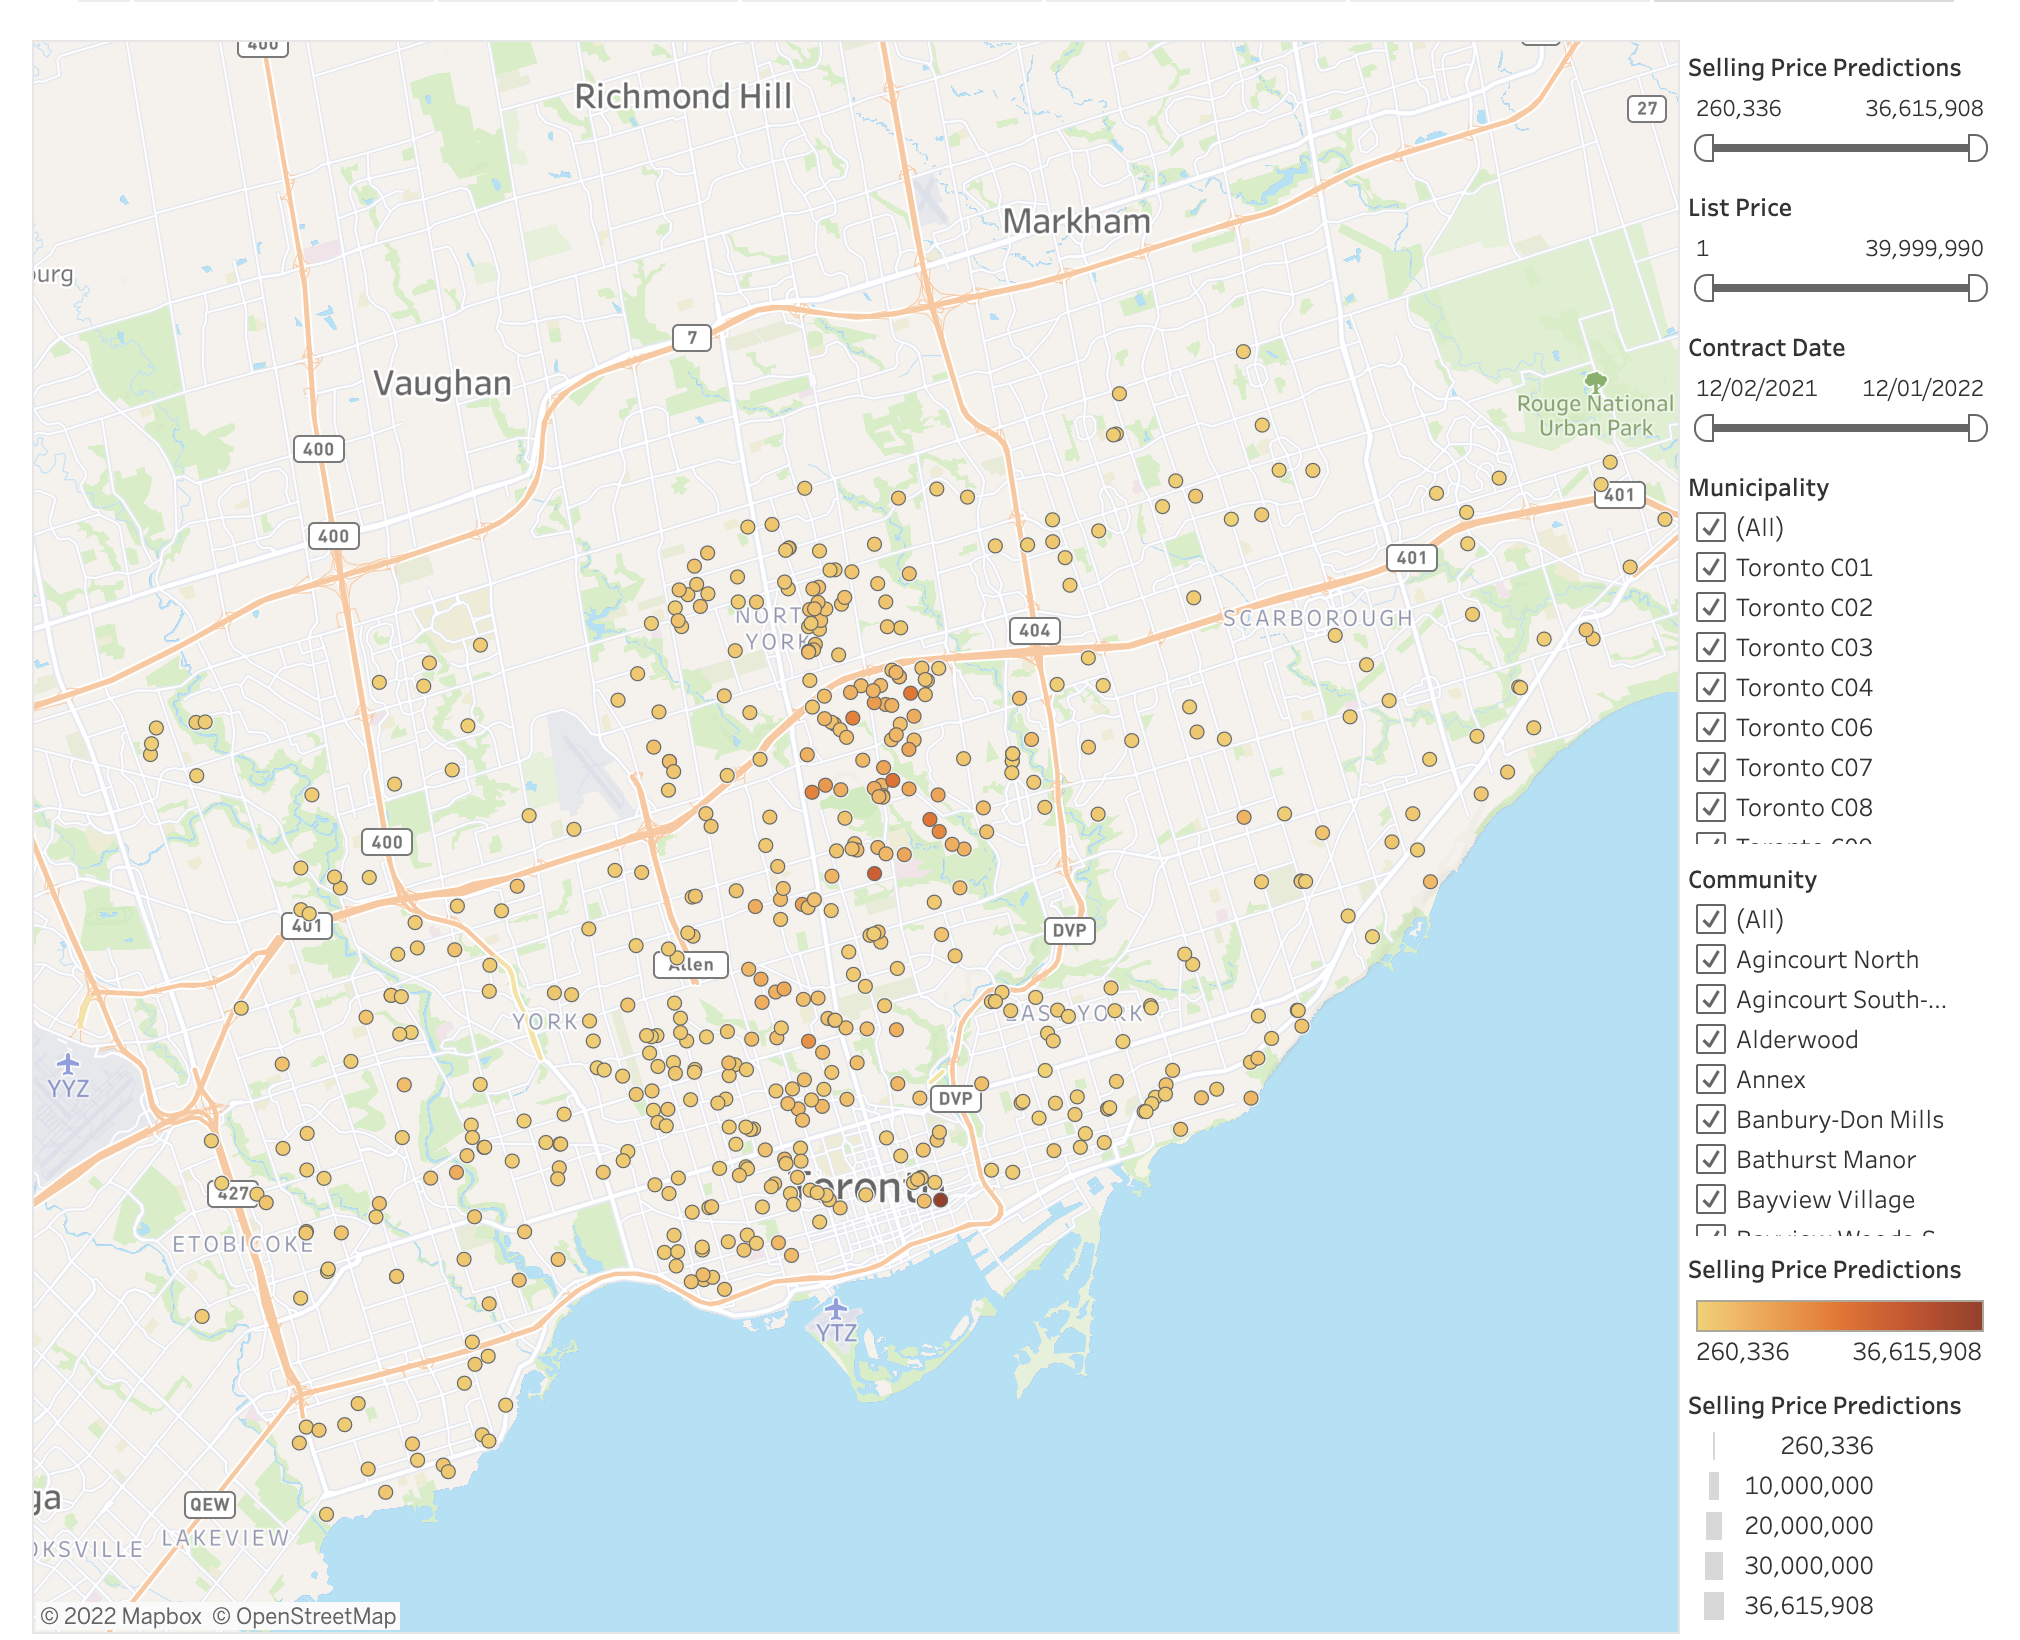 400
Richmond Hill
27
Markham
urg
7
Vaughan
Rouge National
Urban Park
400
401
400
401
NORT
YORK
404
SCARBOROUGH
400
401
DVP
Allen
YORK
EAST YORK
YYZ
DVP
427
Toronto
ETOBICOKE
YTZ
ga
QEW
LAKEVIEW
OKSVILLE
© 2022 Mapbox © OpenStreetMap
Selling Price Predictions
260,336 36,615,908
List Price
1 39,999,990
Contract Date
12/02/2021 12/01/2022
Municipality
(All)
Toronto C01
Toronto C02
Toronto C03
Toronto C04
Toronto C06
Toronto C07
Toronto C08
Toronto C09
Community
(All)
Agincourt North
Agincourt South-...
Alderwood
Annex
Banbury-Don Mills
Bathurst Manor
Bayview Village
Selling Price Predictions
260,336 36,615,908
Selling Price Predictions
260,336
10,000,000
20,000,000
30,000,000
36,615,908